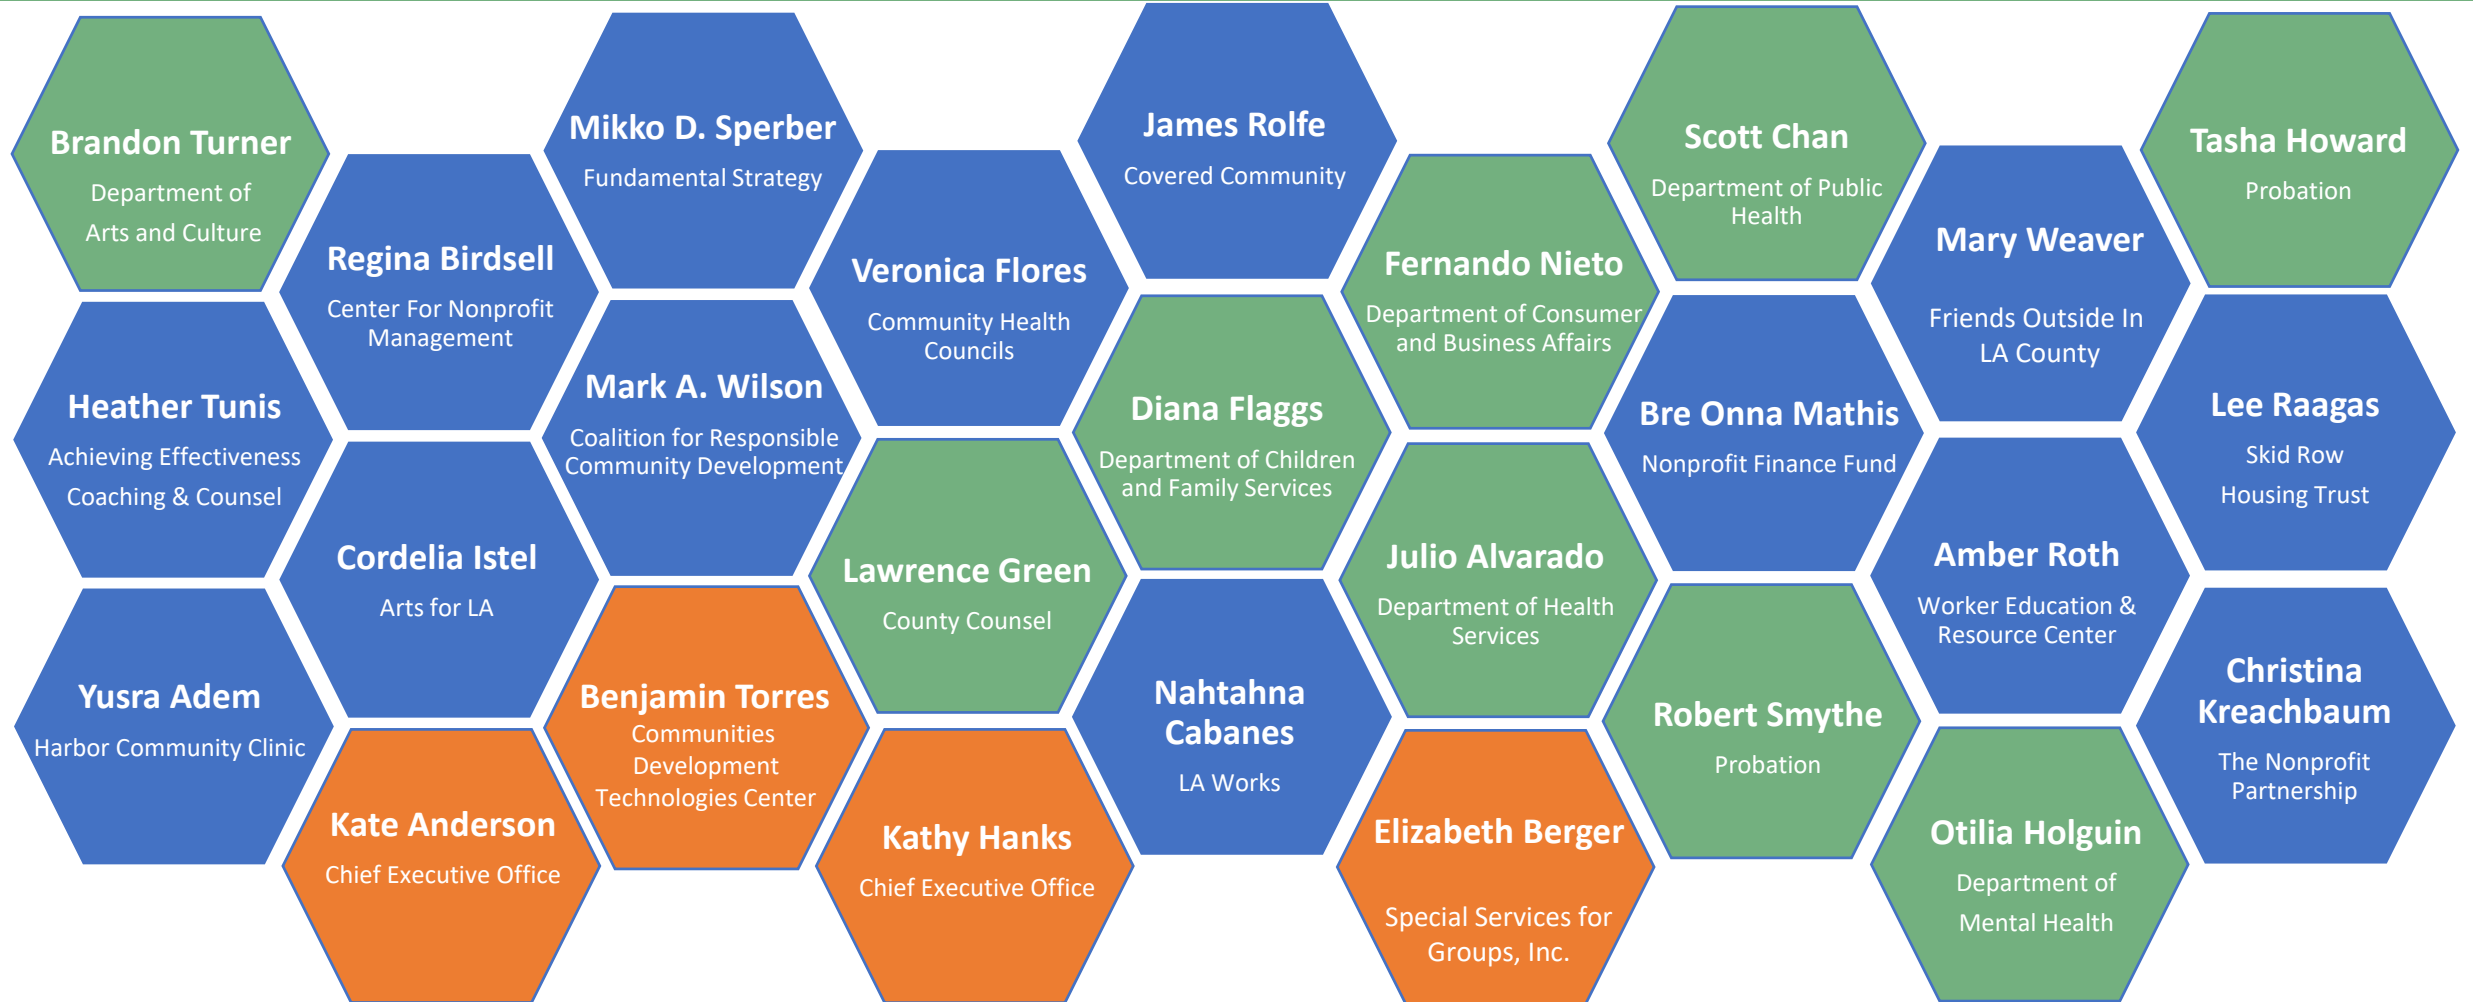 Brandon Turner
Department of
Arts and Culture
Heather Tunis
Achieving Effectiveness
Coaching & Counsel
Yusra Adem
Harbor Community Clinic
Regina Birdsell
Center For Nonprofit
Management
Cordelia Istel
Arts for LA
Kate Anderson
Chief Executive Office
Mikko D. Sperber
Fundamental Strategy
Mark A. Wilson
Coalition for Responsible
Community Development
Benjamin Torres
Communities
Development
Technologies Center
Veronica Flores
Community Health
Councils
Lawrence Green
County Counsel
Kathy Hanks
Chief Executive Office
James Rolfe
Covered Community
Diana Flaggs
Department of Children
and Family Services
Nahtahna
Cabanes
LA Works
Fernando Nieto
Department of Consumer
and Business Affairs
Julio Alvarado
Department of Health
Services
Elizabeth Berger
Special Services for
Groups, Inc.
Scott Chan
Department of Public
Health
Bre Onna Mathis
Nonprofit Finance Fund
Robert Smythe
Probation
Mary Weaver
Friends Outside In
LA County
Amber Roth
Worker Education &
Resource Center
Otilia Holguin
Department of
Mental Health
Tasha Howard
Probation
Lee Raagas
Skid Row
Housing Trust
Christina
Kreachbaum
The Nonprofit
Partnership